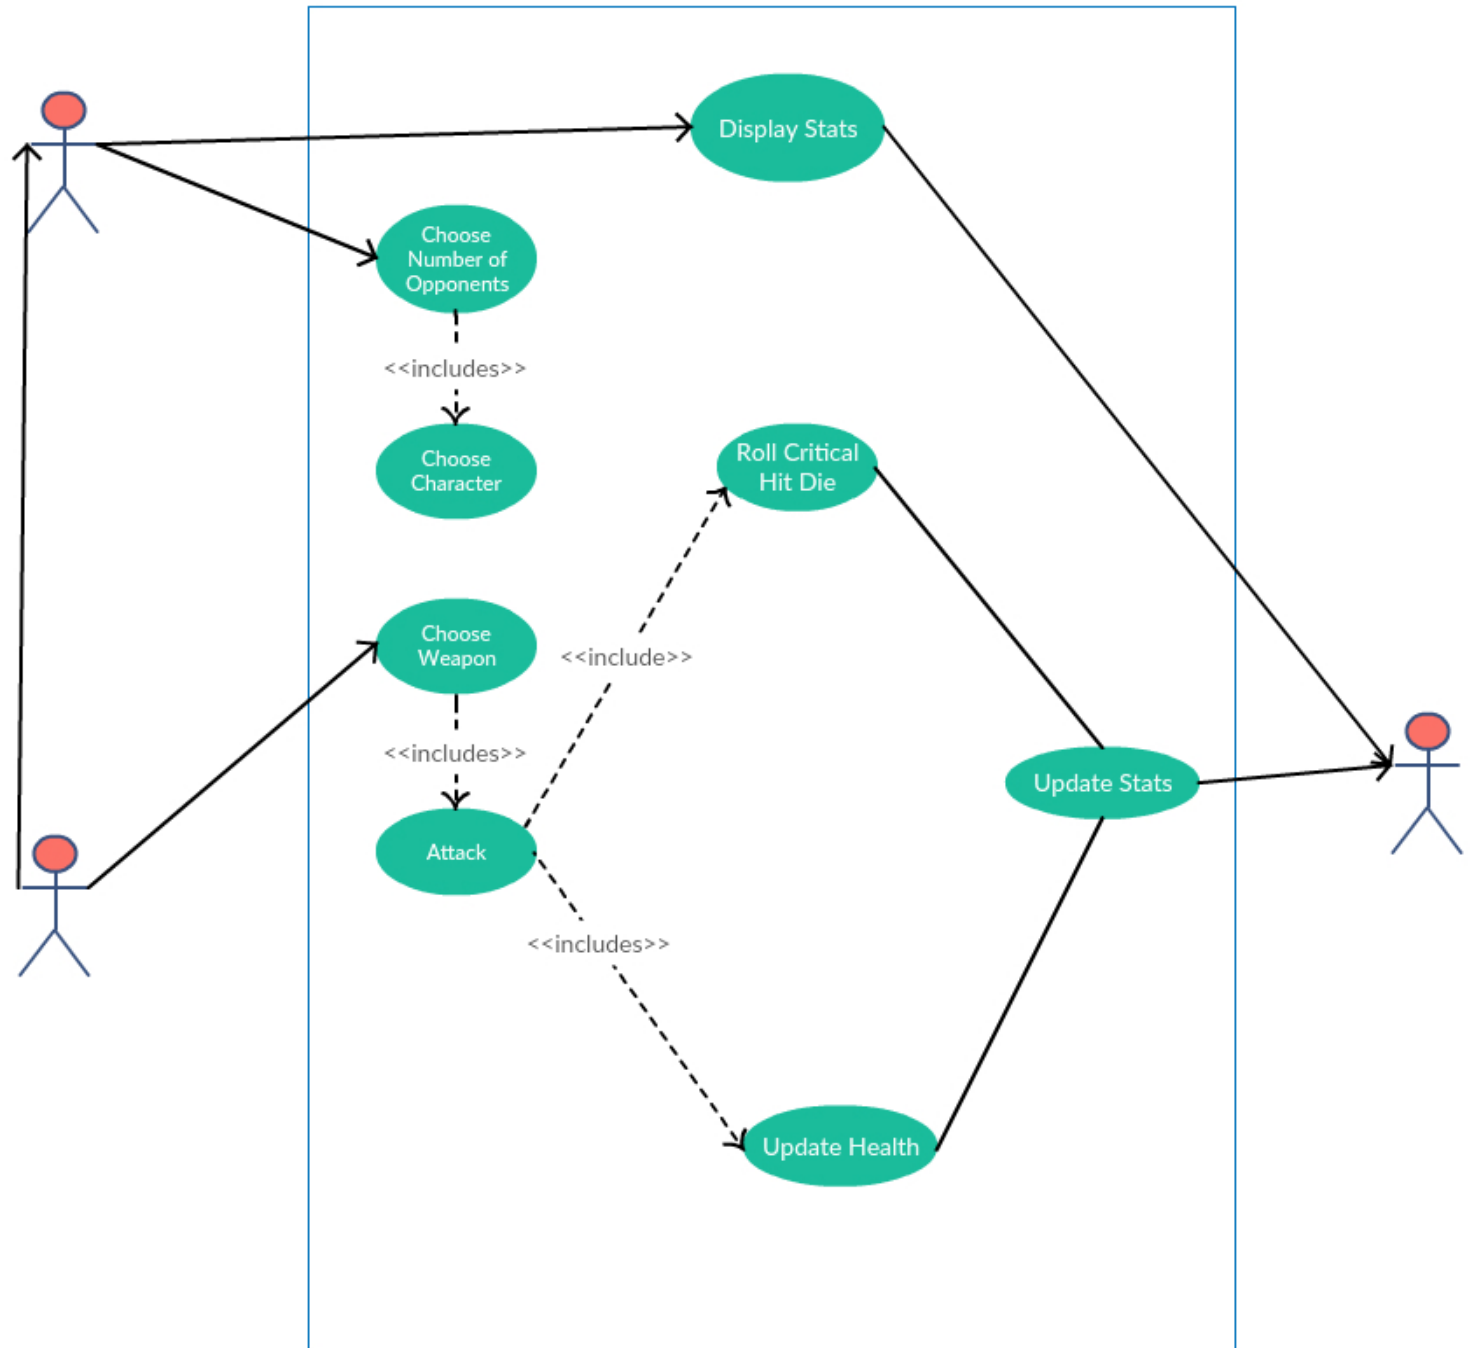 Display Stats
Choose
Number of
Opponents
<<includes>>
Choose
Character
Roll Critical
Hit Die
Choose
Weapon
<<include>>
<<includes>>
Update Stats
Attack
<<includes>>
Update Health